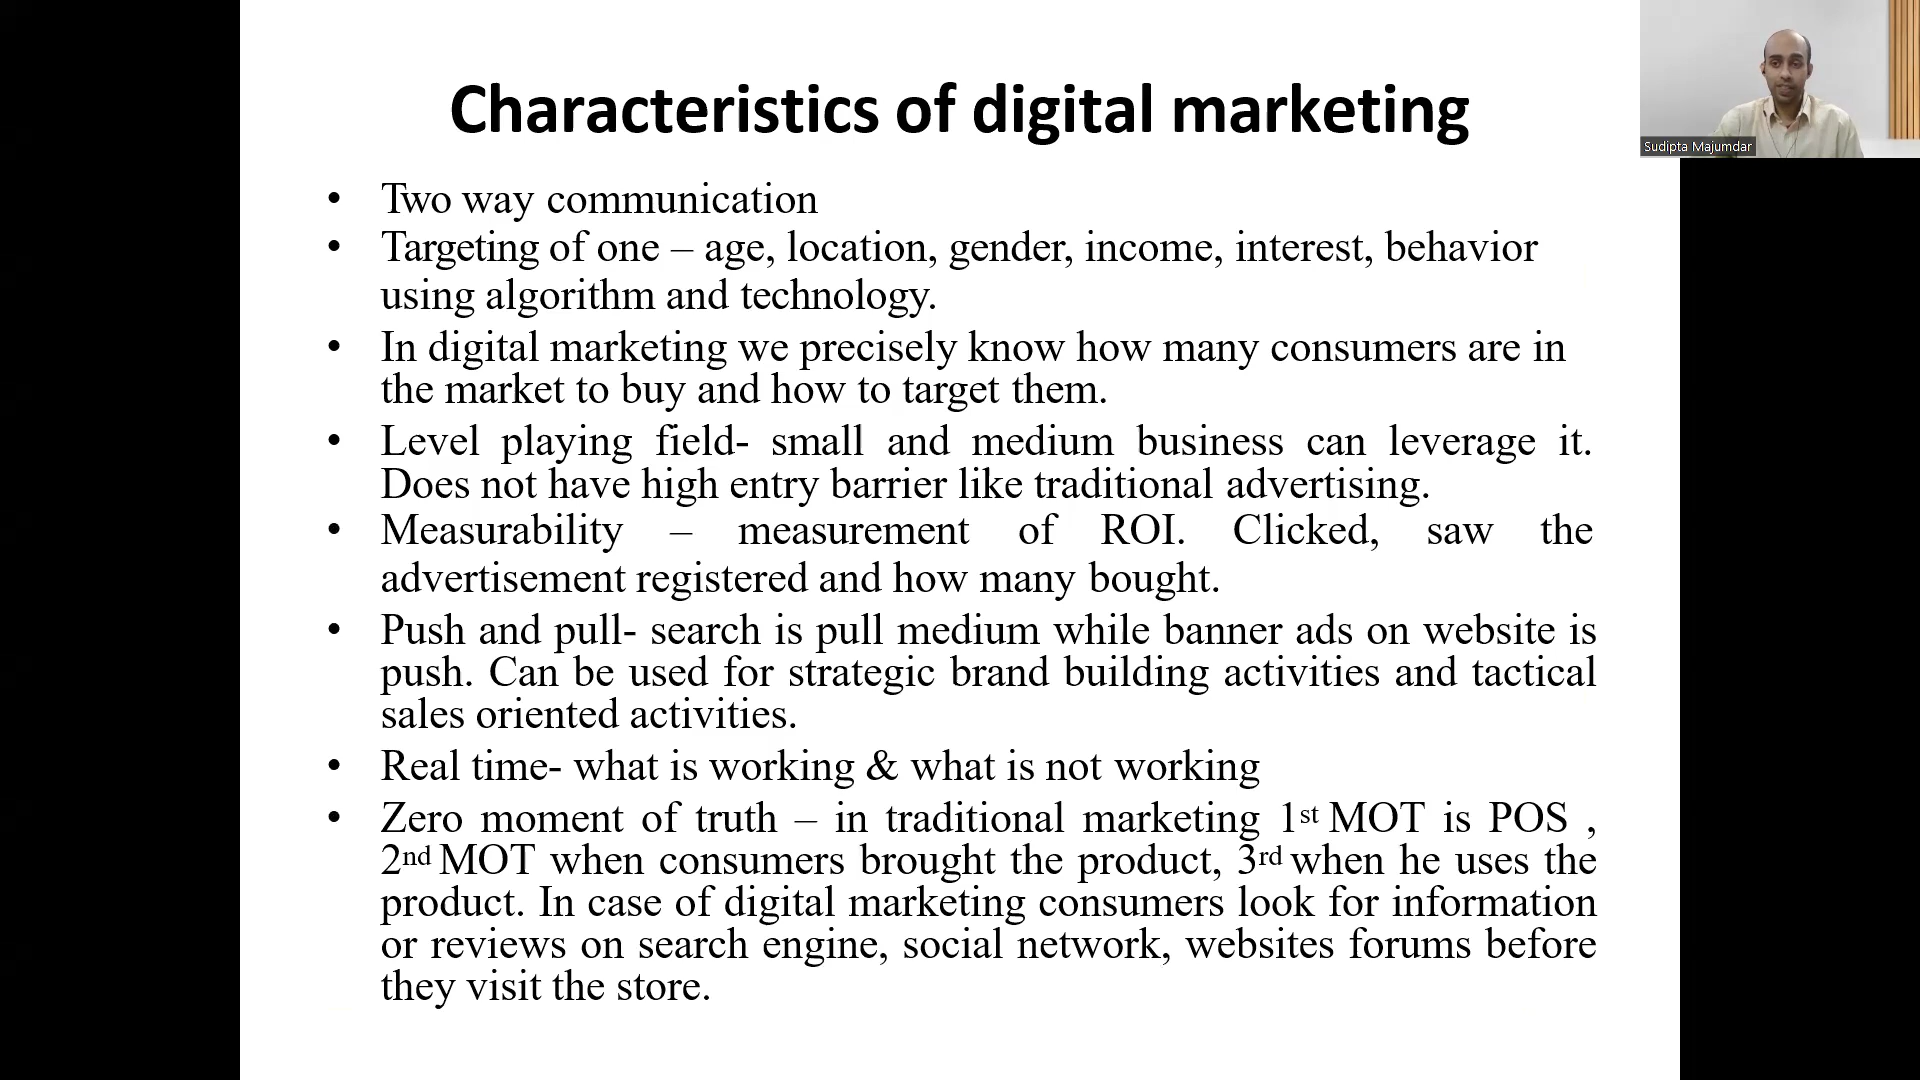 Characteristics of digital marketing
Sudipta Majumdar
• Two way communication
• Targeting of one – age, location, gender, income, interest, behavior
using algorithm and technology.
• In digital marketing we precisely know how many consumers are in
the market to buy and how to target them.
• Level playing field- small and medium business can leverage it.
Does not have high entry barrier like traditional advertising.
• Measurability – measurement of ROI. Clicked, saw the
advertisement registered and how many bought.
• Push and pull- search is pull medium while banner ads on website is
push. Can be used for strategic brand building activities and tactical
sales oriented activities.
• Real time- what is working & what is not working
• Zero moment of truth – in traditional marketing 1st MOT is POS ,
2nd MOT when consumers brought the product, 3rd when he uses the
product. In case of digital marketing consumers look for information
or reviews on search engine, social network, websites forums before
they visit the store.